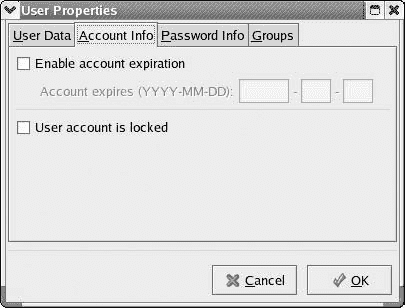 User Properties
User Data Account Info Password Info Groups
Enable account expiration
Account expires (YYYY-MM-DD): - -
User account is locked
Cancel OK